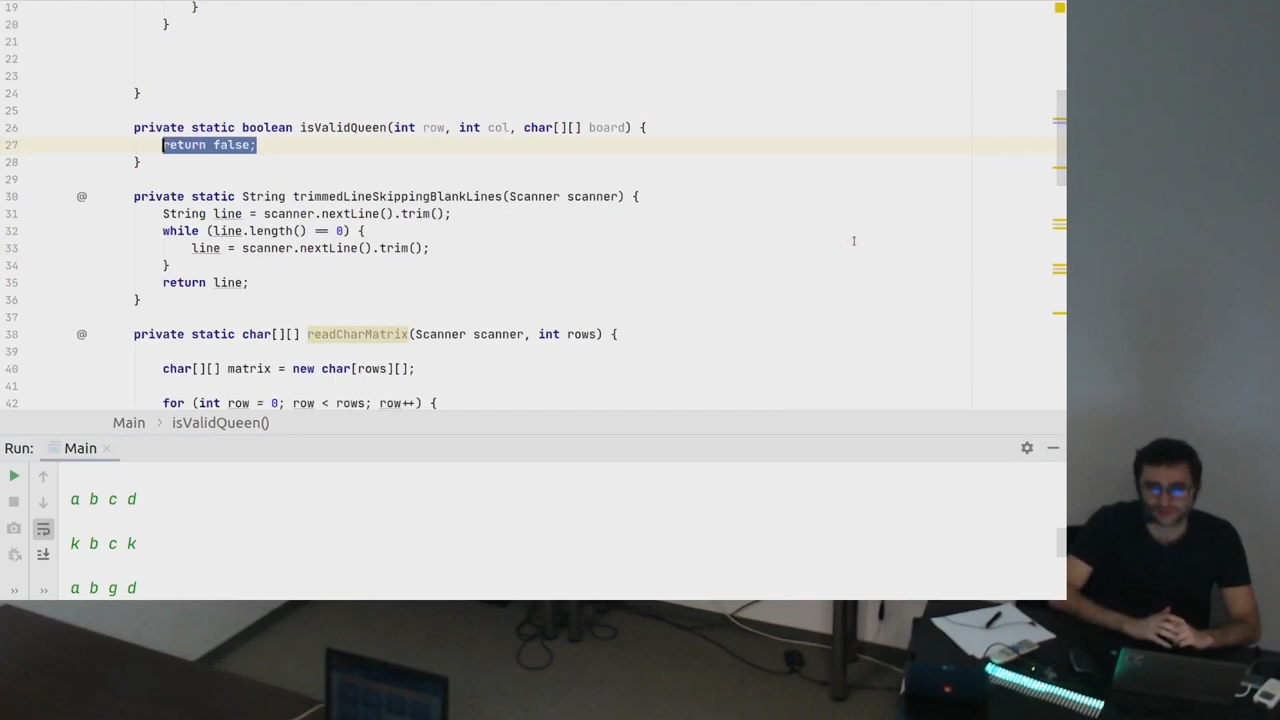 19 }
20 }
21
22
23
24 }
25
26 private static boolean isValidQueen(int row, int col, char[][] board) {
27 return false;
28 }
29
30 @ private static String trimmedLineSkippingBlankLines(Scanner scanner) {
31 String line = scanner.nextLine().trim();
32 while (line.length() == 0) {
33 line = scanner.nextLine().trim();
34 }
35 return line;
36 }
37
38 @ private static char[][] readCharMatrix(Scanner scanner, int rows) {
39
40 char[][] matrix = new char[rows][];
41
42 for (int row = 0; row < rows; row++) {
Main › isValidQueen()
Run: Main ×
a b c d
k b c k
a b g d